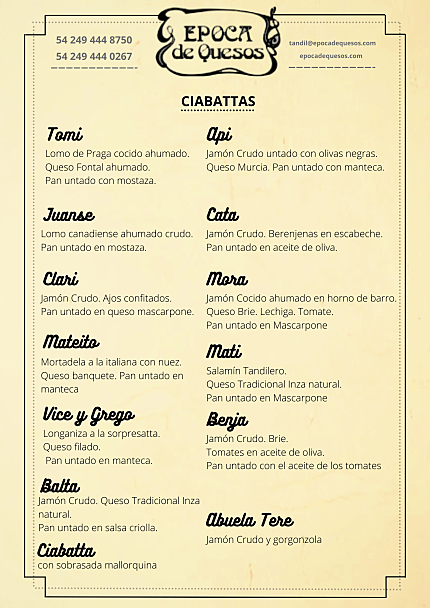 54 249 444 8750
54 249 444 0267
EPOCA
de Quesos
tandil@epocadequesos.com
epocadequesos.com
CIABATTAS
Tomi
Lomo de Praga cocido ahumado.
Queso Fontal ahumado.
Pan untado con mostaza.
Juanse
Lomo canadiense ahumado crudo.
Pan untado en mostaza.
Clari
Jamón Crudo. Ajos confitados.
Pan untado en queso mascarpone.
Mateito
Mortadela a la italiana con nuez.
Queso banquete. Pan untado en
manteca
Vice y Grego
Longaniza a la sorpresatta.
Queso filado.
Pan untado en manteca.
Balta
Jamón Crudo. Queso Tradicional Inza
natural.
Pan untado en salsa criolla.
Ciabatta
con sobrasada mallorquina
Api
Jamón Crudo untado con olivas negras.
Queso Murcia. Pan untado con manteca.
Cata
Jamón Crudo. Berenjenas en escabeche.
Pan untado en aceite de oliva.
Mora
Jamón Cocido ahumado en horno de barro.
Queso Brie. Lechiga. Tomate.
Pan untado en Mascarpone
Mati
Salamín Tandilero.
Queso Tradicional Inza natural.
Pan untado en Mascarpone
Benja
Jamón Crudo. Brie.
Tomates en aceite de oliva.
Pan untado con el aceite de los tomates
Abuela Tere
Jamón Crudo y gorgonzola